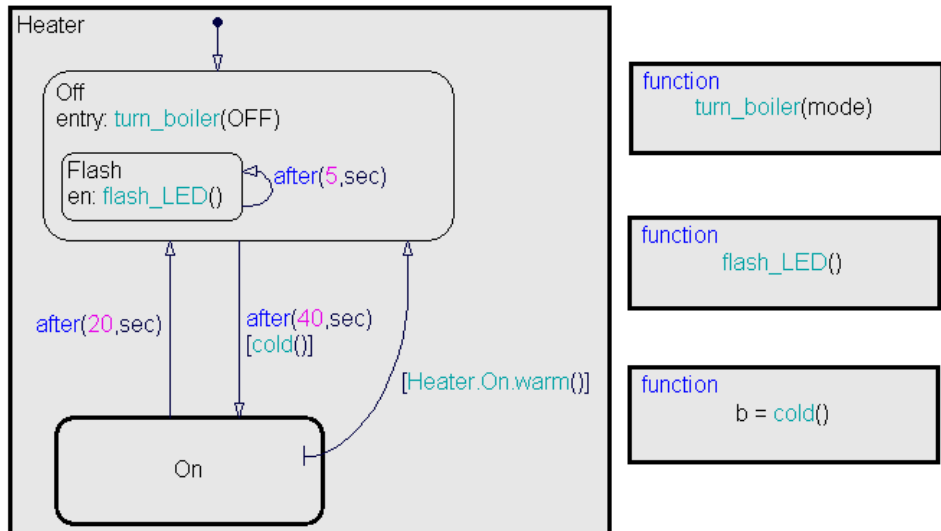 Heater
Off
entry: turn_boiler(OFF)
Flash
en: flash_LED()
after(5,sec)
after(20,sec)
after(40,sec)
[cold()]
[Heater.On.warm()]
On
function
turn_boiler(mode)
function
flash_LED()
function
b = cold()